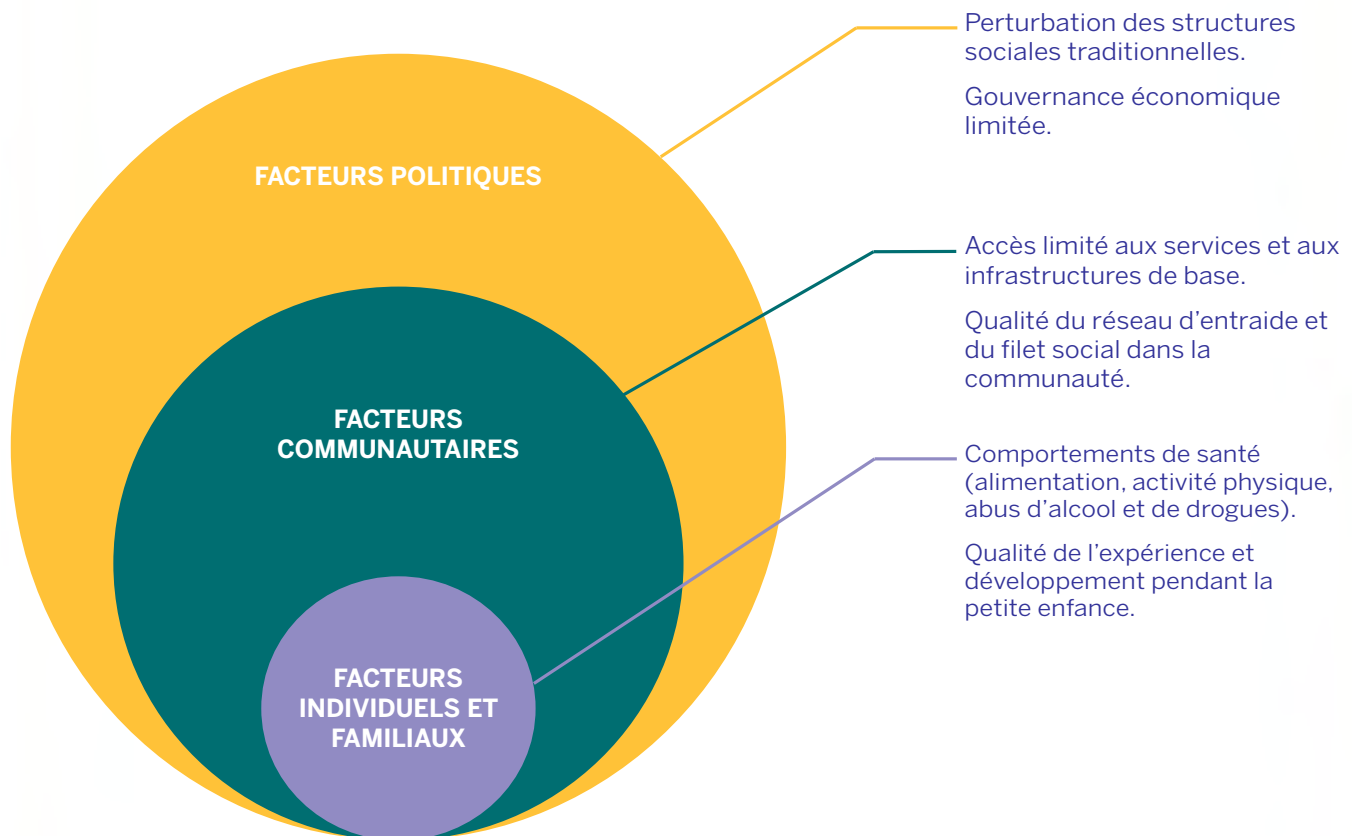 Perturbation des structures
sociales traditionnelles.
Gouvernance économique
limitée.
FACTEURS POLITIQUES
Accès limité aux services et aux
infrastructures de base.
Qualité du réseau d’entraide et
du filet social dans la
communauté.
FACTEURS
COMMUNAUTAIRES
Comportements de santé
(alimentation, activité physique,
abus d’alcool et de drogues).
Qualité de l’expérience et
développement pendant la
petite enfance.
FACTEURS
INDIVIDUELS ET
FAMILIAUX